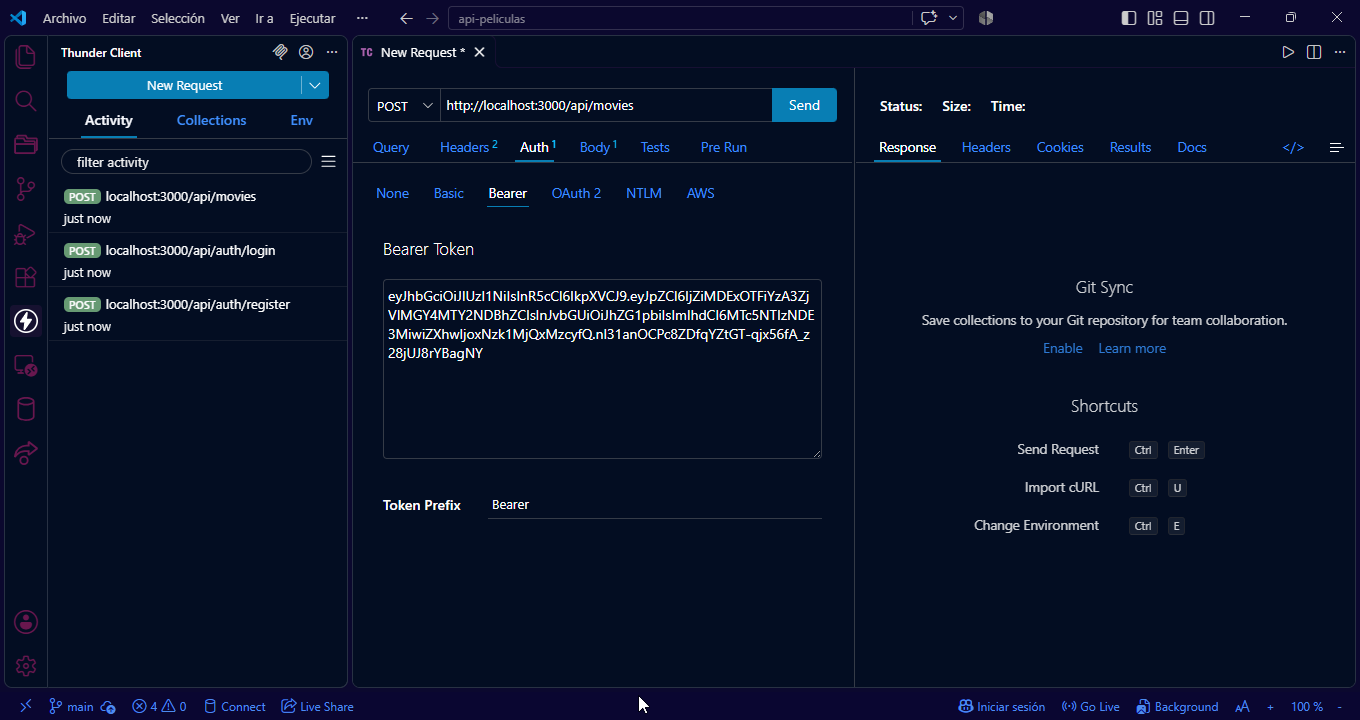 Archivo Editar Selección Ver Ir a Ejecutar ··· api-peliculas
Thunder Client
New Request
Activity Collections Env
filter activity
POST localhost:3000/api/movies
just now
POST localhost:3000/api/auth/login
just now
POST localhost:3000/api/auth/register
just now
TC New Request *
POST http://localhost:3000/api/movies Send
Query Headers 2 Auth 1 Body 1 Tests Pre Run
None Basic Bearer OAuth 2 NTLM AWS
Bearer Token
eyJhbGciOiJIUzI1NiIsInR5cCI6IkpXVCJ9.eyJpZCI6IjZiMDExOTFiYzA3Zj
VlMGY4MTY2NDBhZCIsInJvbGUiOiJhZG1pbiIsImlhdCI6MTc5NTIzNDE
3MiwiZXhwIjoxNzk1MjQxMzcyfQ.nl31anOCPc8ZDfqYZtGT-qjx56fA_z
28jUJ8rYBagNY
Token Prefix Bearer
Status: Size: Time:
Response Headers Cookies Results Docs </>
Git Sync
Save collections to your Git repository for team collaboration.
Enable Learn more
Shortcuts
Send Request Ctrl Enter
Import cURL Ctrl U
Change Environment Ctrl E
main 4 0 Connect Live Share Iniciar sesión Go Live Background AA + 100 % -